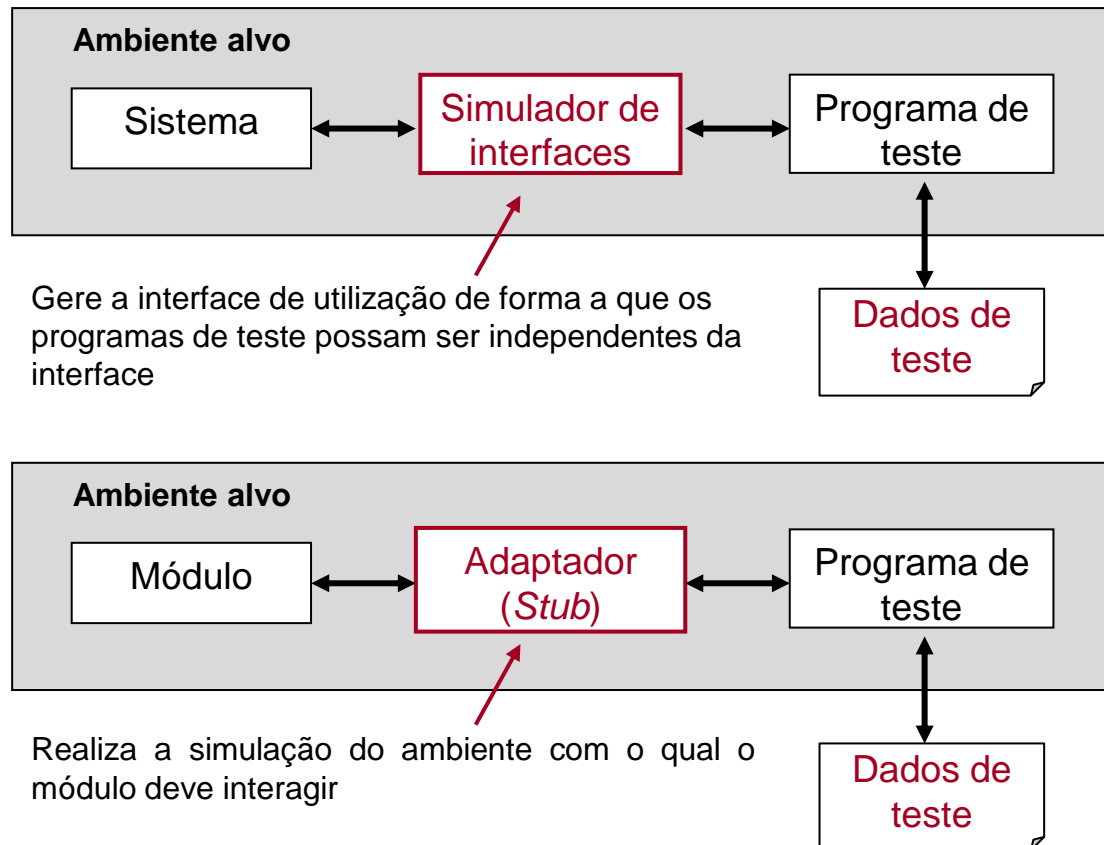 Ambiente alvo
Sistema
Simulador de
interfaces
Programa de
teste
Gere a interface de utilização de forma a que os
programas de teste possam ser independentes da
interface
Dados de
teste
Ambiente alvo
Módulo
Adaptador
(Stub)
Programa de
teste
Realiza a simulação do ambiente com o qual o
módulo deve interagir
Dados de
teste